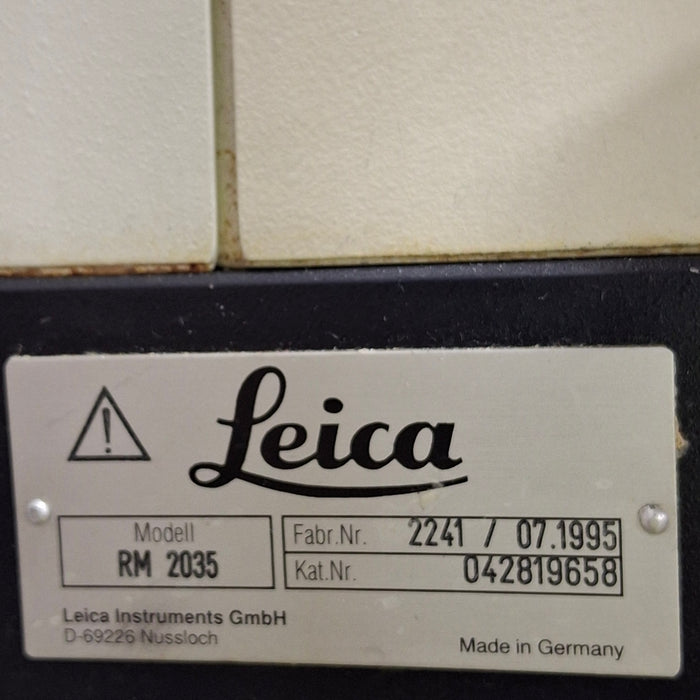 Leica
Modell
RM 2035
Fabr.Nr. 2241 / 07.1995
Kat.Nr. 042819658
Leica Instruments GmbH
D-69226 Nussloch
Made in Germany